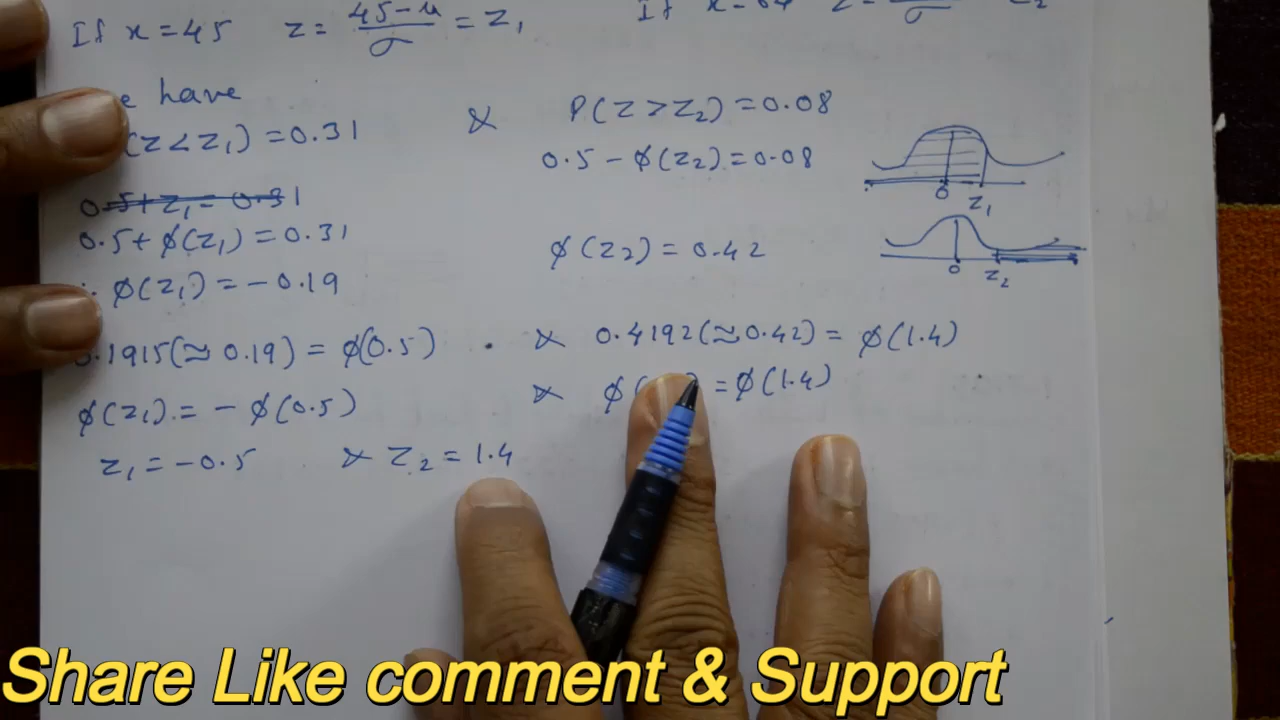 If x=45 z= 45-μ/σ = z₁
If
e have
(z<z₁)=0.31 & P(z>z₂)=0.08
0.5-φ(z₂)=0.08
0.5+z₁=0.31
0.5+φ(z₁)=0.31 φ(z₂)=0.42
∴ φ(z₁)=-0.19
.1915(≈0.19)=φ(0.5) & 0.4192(≈0.42)=φ(1.4)
φ(z₁)=-φ(0.5) & φ( )=φ(1.4)
z₁=-0.5 & z₂=1.4
0 z₁
0 z₂
Share Like comment & Support